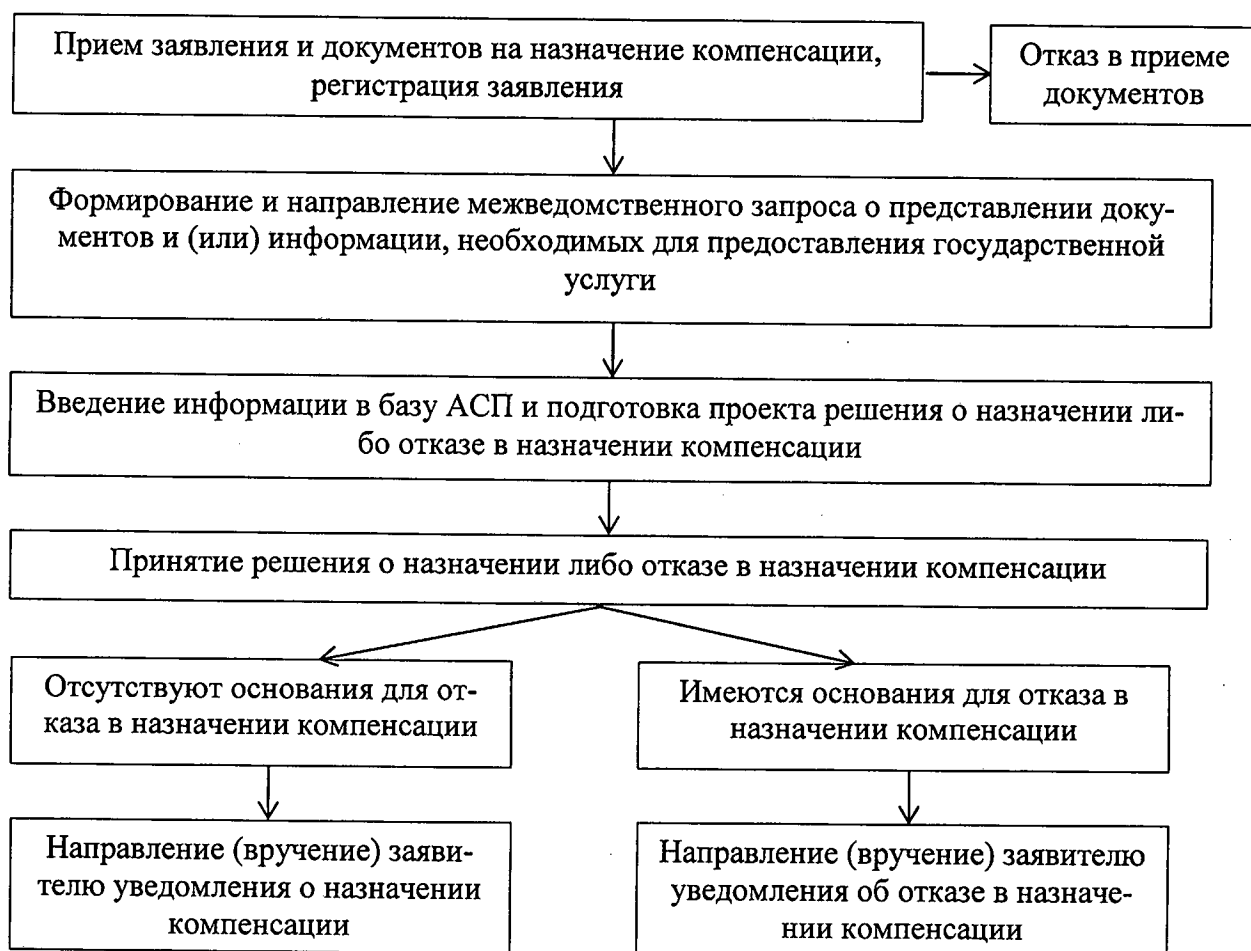 Прием заявления и документов на назначение компенсации,
регистрация заявления
Отказ в приеме
документов
Формирование и направление межведомственного запроса о представлении доку-
ментов и (или) информации, необходимых для предоставления государственной
услуги
Введение информации в базу АСП и подготовка проекта решения о назначении ли-
бо отказе в назначении компенсации
Принятие решения о назначении либо отказе в назначении компенсации
Отсутствуют основания для от-
каза в назначении компенсации
Имеются основания для отказа в
назначении компенсации
Направление (вручение) заяви-
телю уведомления о назначении
компенсации
Направление (вручение) заявителю
уведомления об отказе в назначе-
нии компенсации